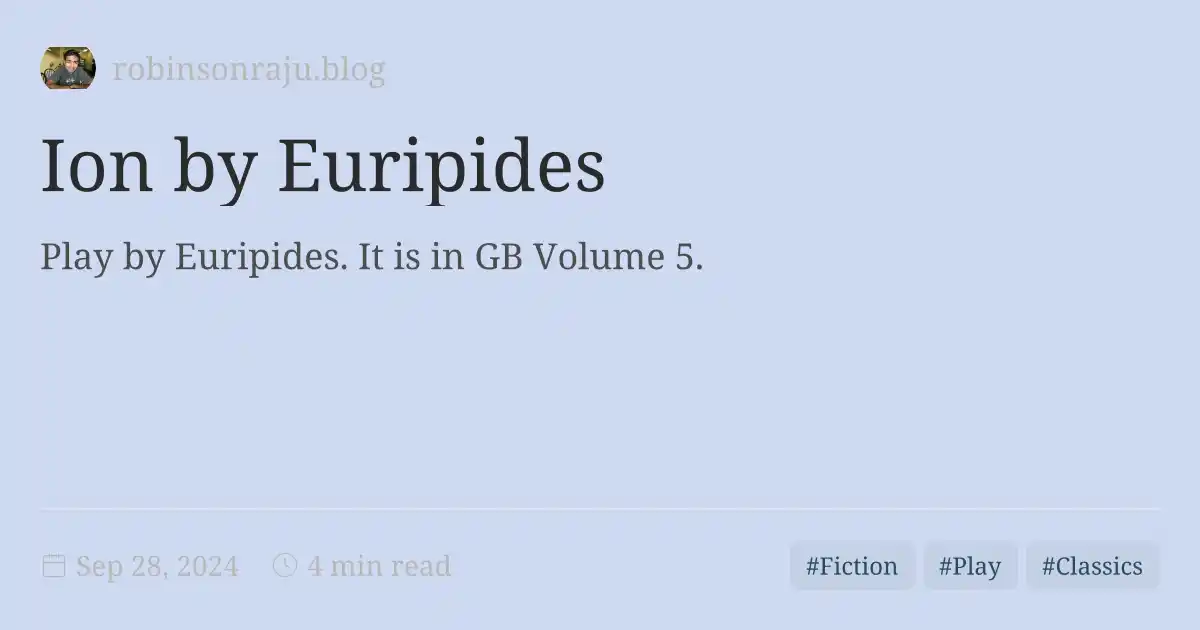 robinsonraju.blog
Ion by Euripides
Play by Euripides. It is in GB Volume 5.
Sep 28, 2024 4 min read #Fiction #Play #Classics